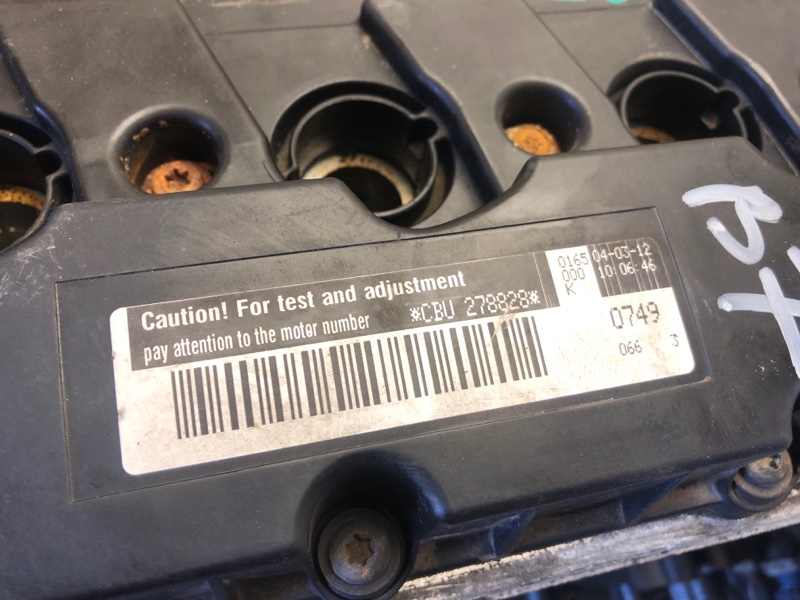 Caution! For test and adjustment
pay attention to the motor number
*CBU 278828*
0165
000
K
04-03-12
10:06:46
0749
066 3